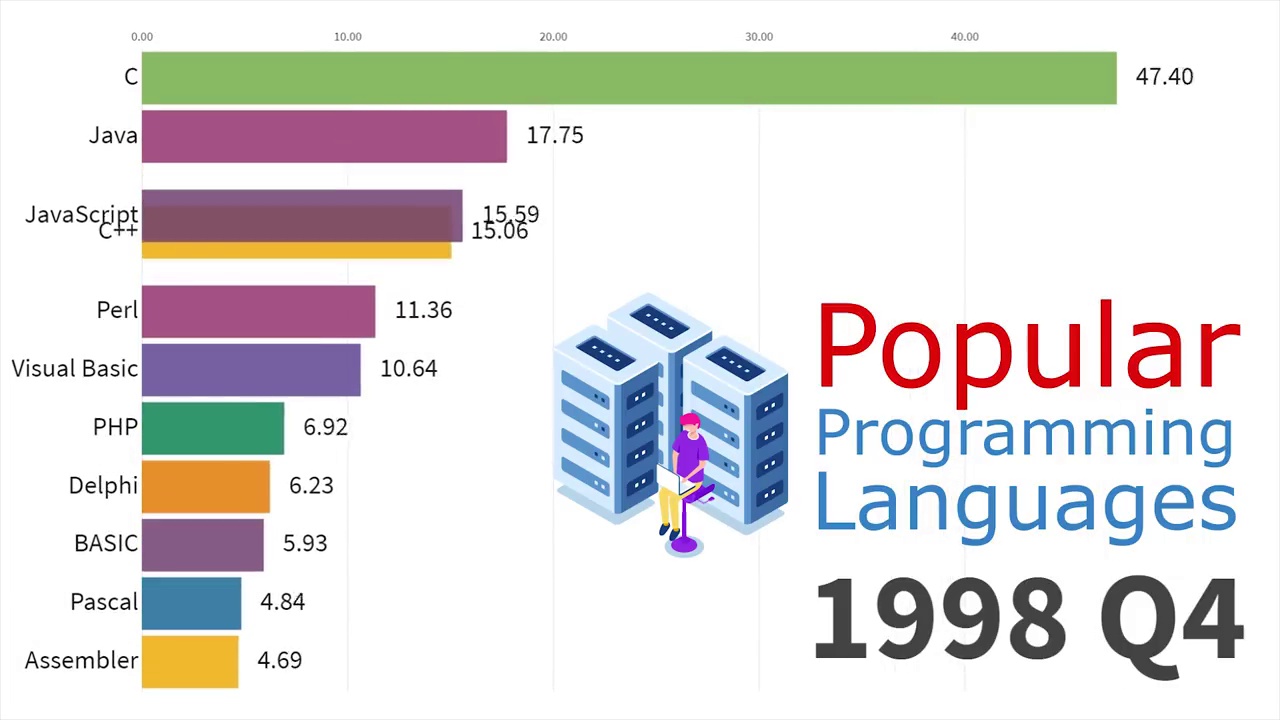 0.00 10.00 20.00 30.00 40.00
C 47.40
Java 17.75
JavaScript 15.59
C++ 15.06
Perl 11.36
Visual Basic 10.64
PHP 6.92
Delphi 6.23
BASIC 5.93
Pascal 4.84
Assembler 4.69
Popular
Programming
Languages
1998 Q4